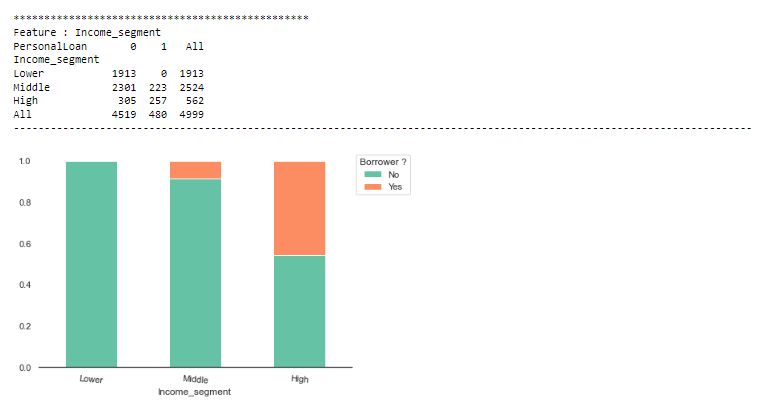 ************************************************
Feature : Income_segment
PersonalLoan 0 1 All
Income_segment
Lower 1913 0 1913
Middle 2301 223 2524
High 305 257 562
All 4519 480 4999
------------------------------------------------------------------------------------------------------------------------
1.0
0.8
0.6
0.4
0.2
0.0
Borrower ?
No
Yes
Lower Middle High
Income_segment